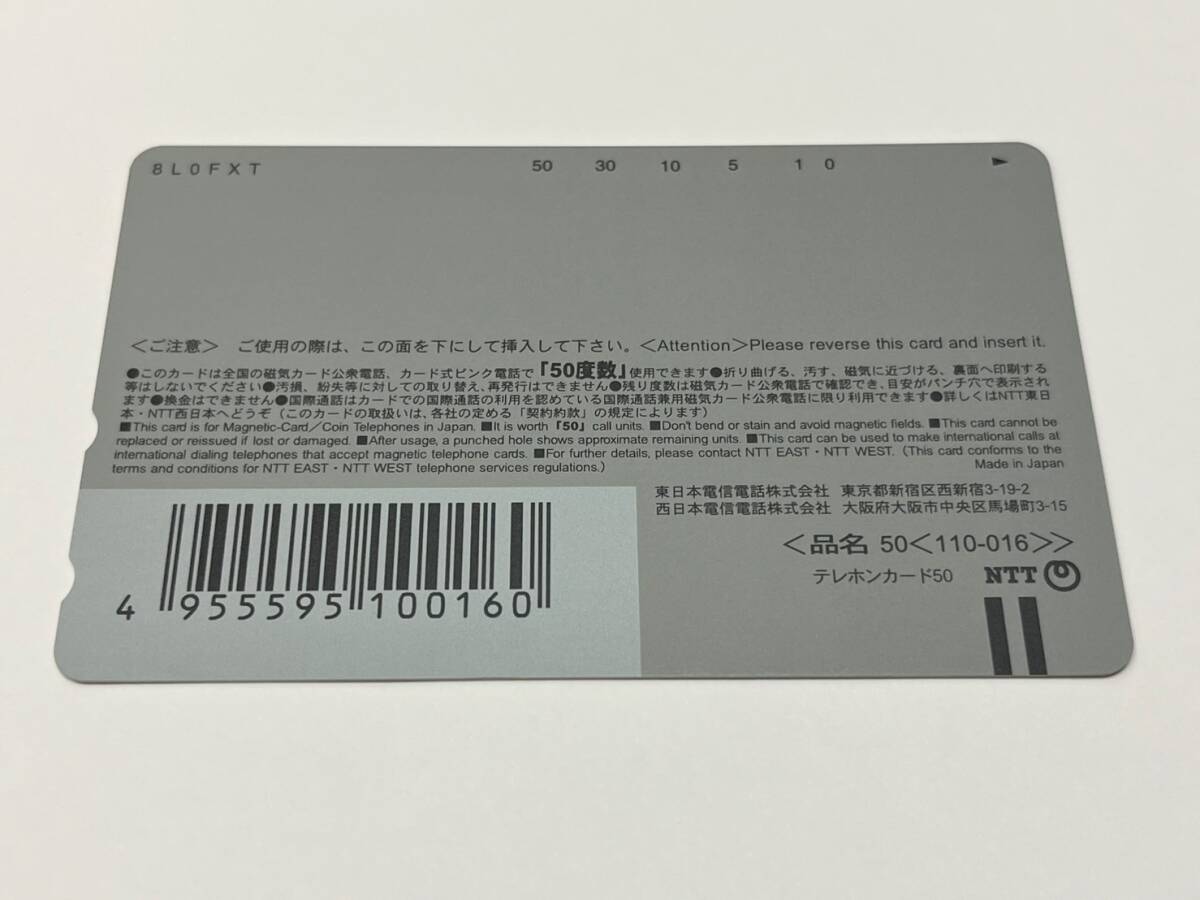 8L0FXT 50 30 10 5 1 0
<ご注意> ご使用の際は、この面を下にして挿入して下さい。<Attention>Please reverse this card and insert it.
●このカードは全国の磁気カード公衆電話、カード式ピンク電話で『50度数』使用できます●折り曲げる、汚す、磁気に近づける、裏面へ印刷する
等はしないでください●汚損、紛失等に対しての取り替え、再発行はできません●残り度数は磁気カード公衆電話で確認でき、目安がパンチ穴で表示され
ます●換金はできません●国際通話はカードでの国際通話の利用を認めている国際通話兼用磁気カード公衆電話に限り利用できます●詳しくはNTT東日
本・NTT西日本へどうぞ(このカードの取扱いは、各社の定める「契約約款」の規定によります)
■This card is for Magnetic-Card／Coin Telephones in Japan. ■It is worth『50』call units. ■Don't bend or stain and avoid magnetic fields. ■This card cannot be
replaced or reissued if lost or damaged. ■After usage, a punched hole shows approximate remaining units. ■This card can be used to make international calls at
international dialing telephones that accept magnetic telephone cards. ■For further details, please contact NTT EAST・NTT WEST. (This card conforms to the
terms and conditions for NTT EAST・NTT WEST telephone services regulations.) Made in Japan
東日本電信電話株式会社 東京都新宿区西新宿3-19-2
西日本電信電話株式会社 大阪府大阪市中央区馬場町3-15
<品名 50<110-016>>
テレホンカード50 NTT
4 955595 100160